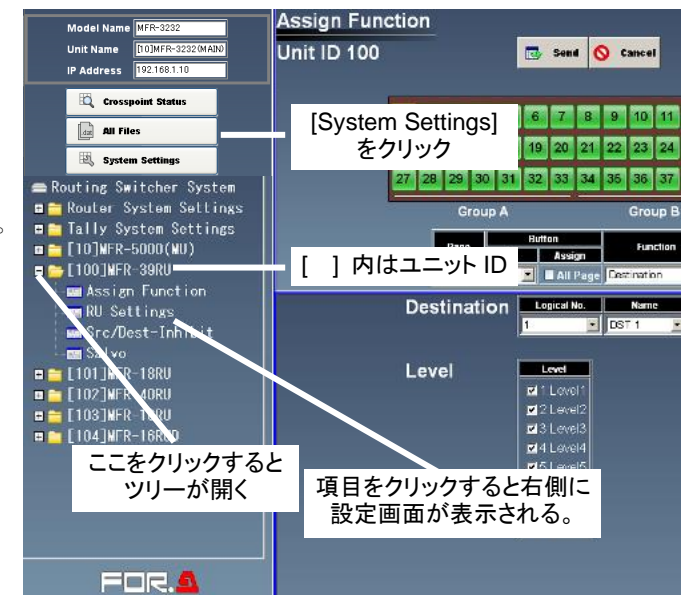 Model Name MFR-3232
Unit Name [10]MFR-3232(MAIN)
IP Address 192.168.1.10
Crosspoint Status
All Files
System Settings
Routing Switcher System
Router System Settings
Tally System Settings
[10]MFR-5000(MU)
[100]MFR-39RU
Assign Function
RU Settings
Src/Dest-Inhibit
Salvo
[101]MFR-18RU
[102]MFR-40RU
[103]MFR-16RU
[104]MFR-16RUD
ここをクリックすると
ツリーが開く
FOR.A
Assign Function
Unit ID 100
Send Cancel
[System Settings]
をクリック
6 7 8 9 10 11
19 20 21 22 23 24
27 28 29 30 31 32 33 34 35 36 37
Group A Group B
Page Button Function
Assign
All Page Destination
[ ] 内はユニット ID
Destination Logical No. Name
1 DST 1
Level Level
1 Level1
2 Level2
3 Level3
4 Level4
5 Level5
項目をクリックすると右側に
設定画面が表示される。